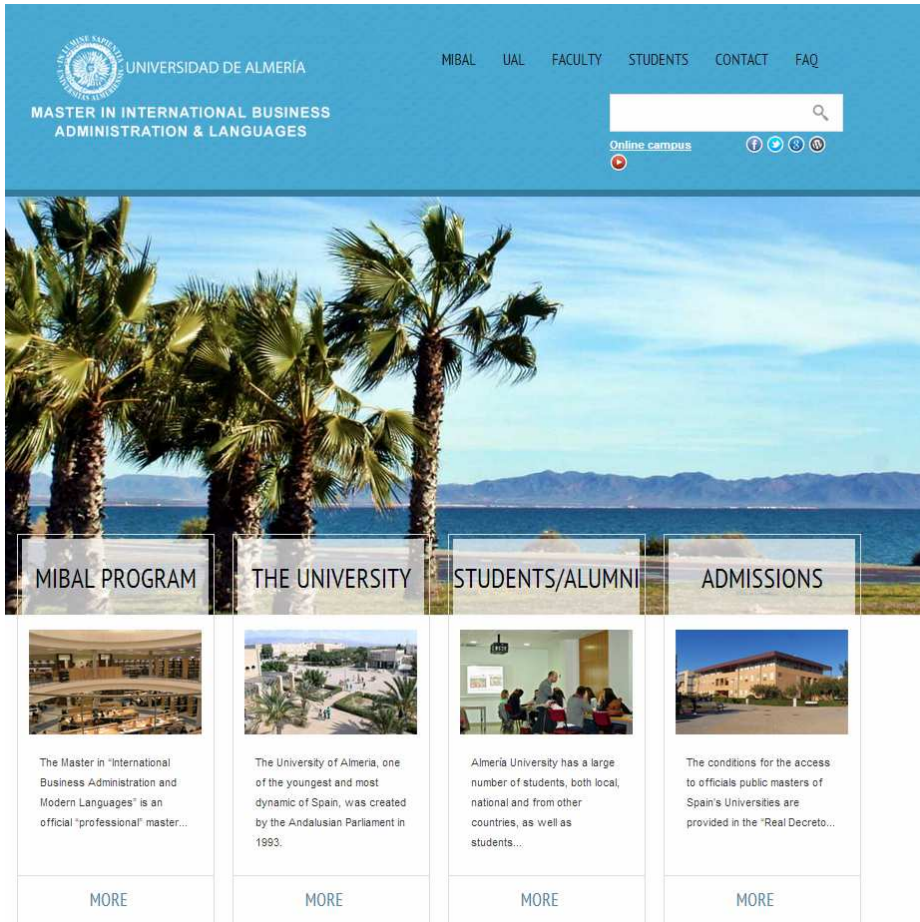 UNIVERSIDAD DE ALMERÍA
MASTER IN INTERNATIONAL BUSINESS
ADMINISTRATION & LANGUAGES
MIBAL UAL FACULTY STUDENTS CONTACT FAQ
Online campus
MIBAL PROGRAM
The Master in "International
Business Administration and
Modern Languages" is an
official "professional" master...
MORE
THE UNIVERSITY
The University of Almeria, one
of the youngest and most
dynamic of Spain, was created
by the Andalusian Parliament in
1993.
MORE
STUDENTS/ALUMNI
Almería University has a large
number of students, both local,
national and from other
countries, as well as
students...
MORE
ADMISSIONS
The conditions for the access
to officials public masters of
Spain's Universities are
provided in the "Real Decreto...
MORE